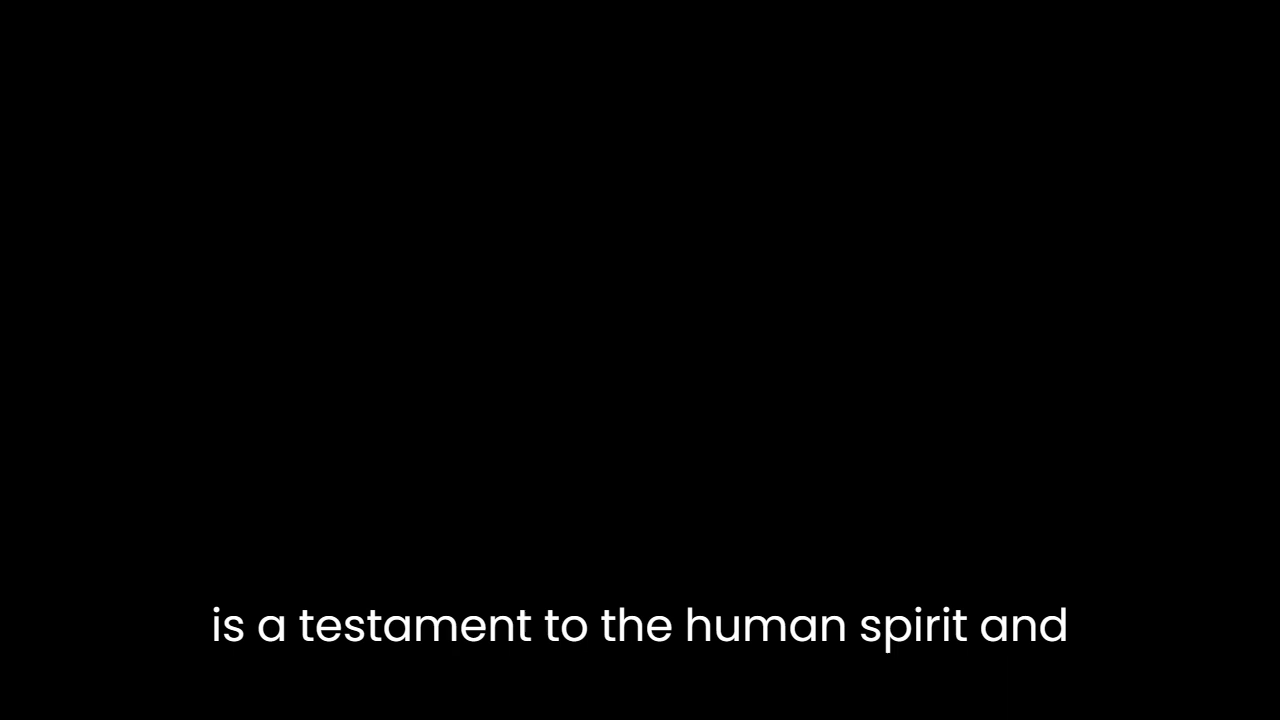 is a testament to the human spirit and